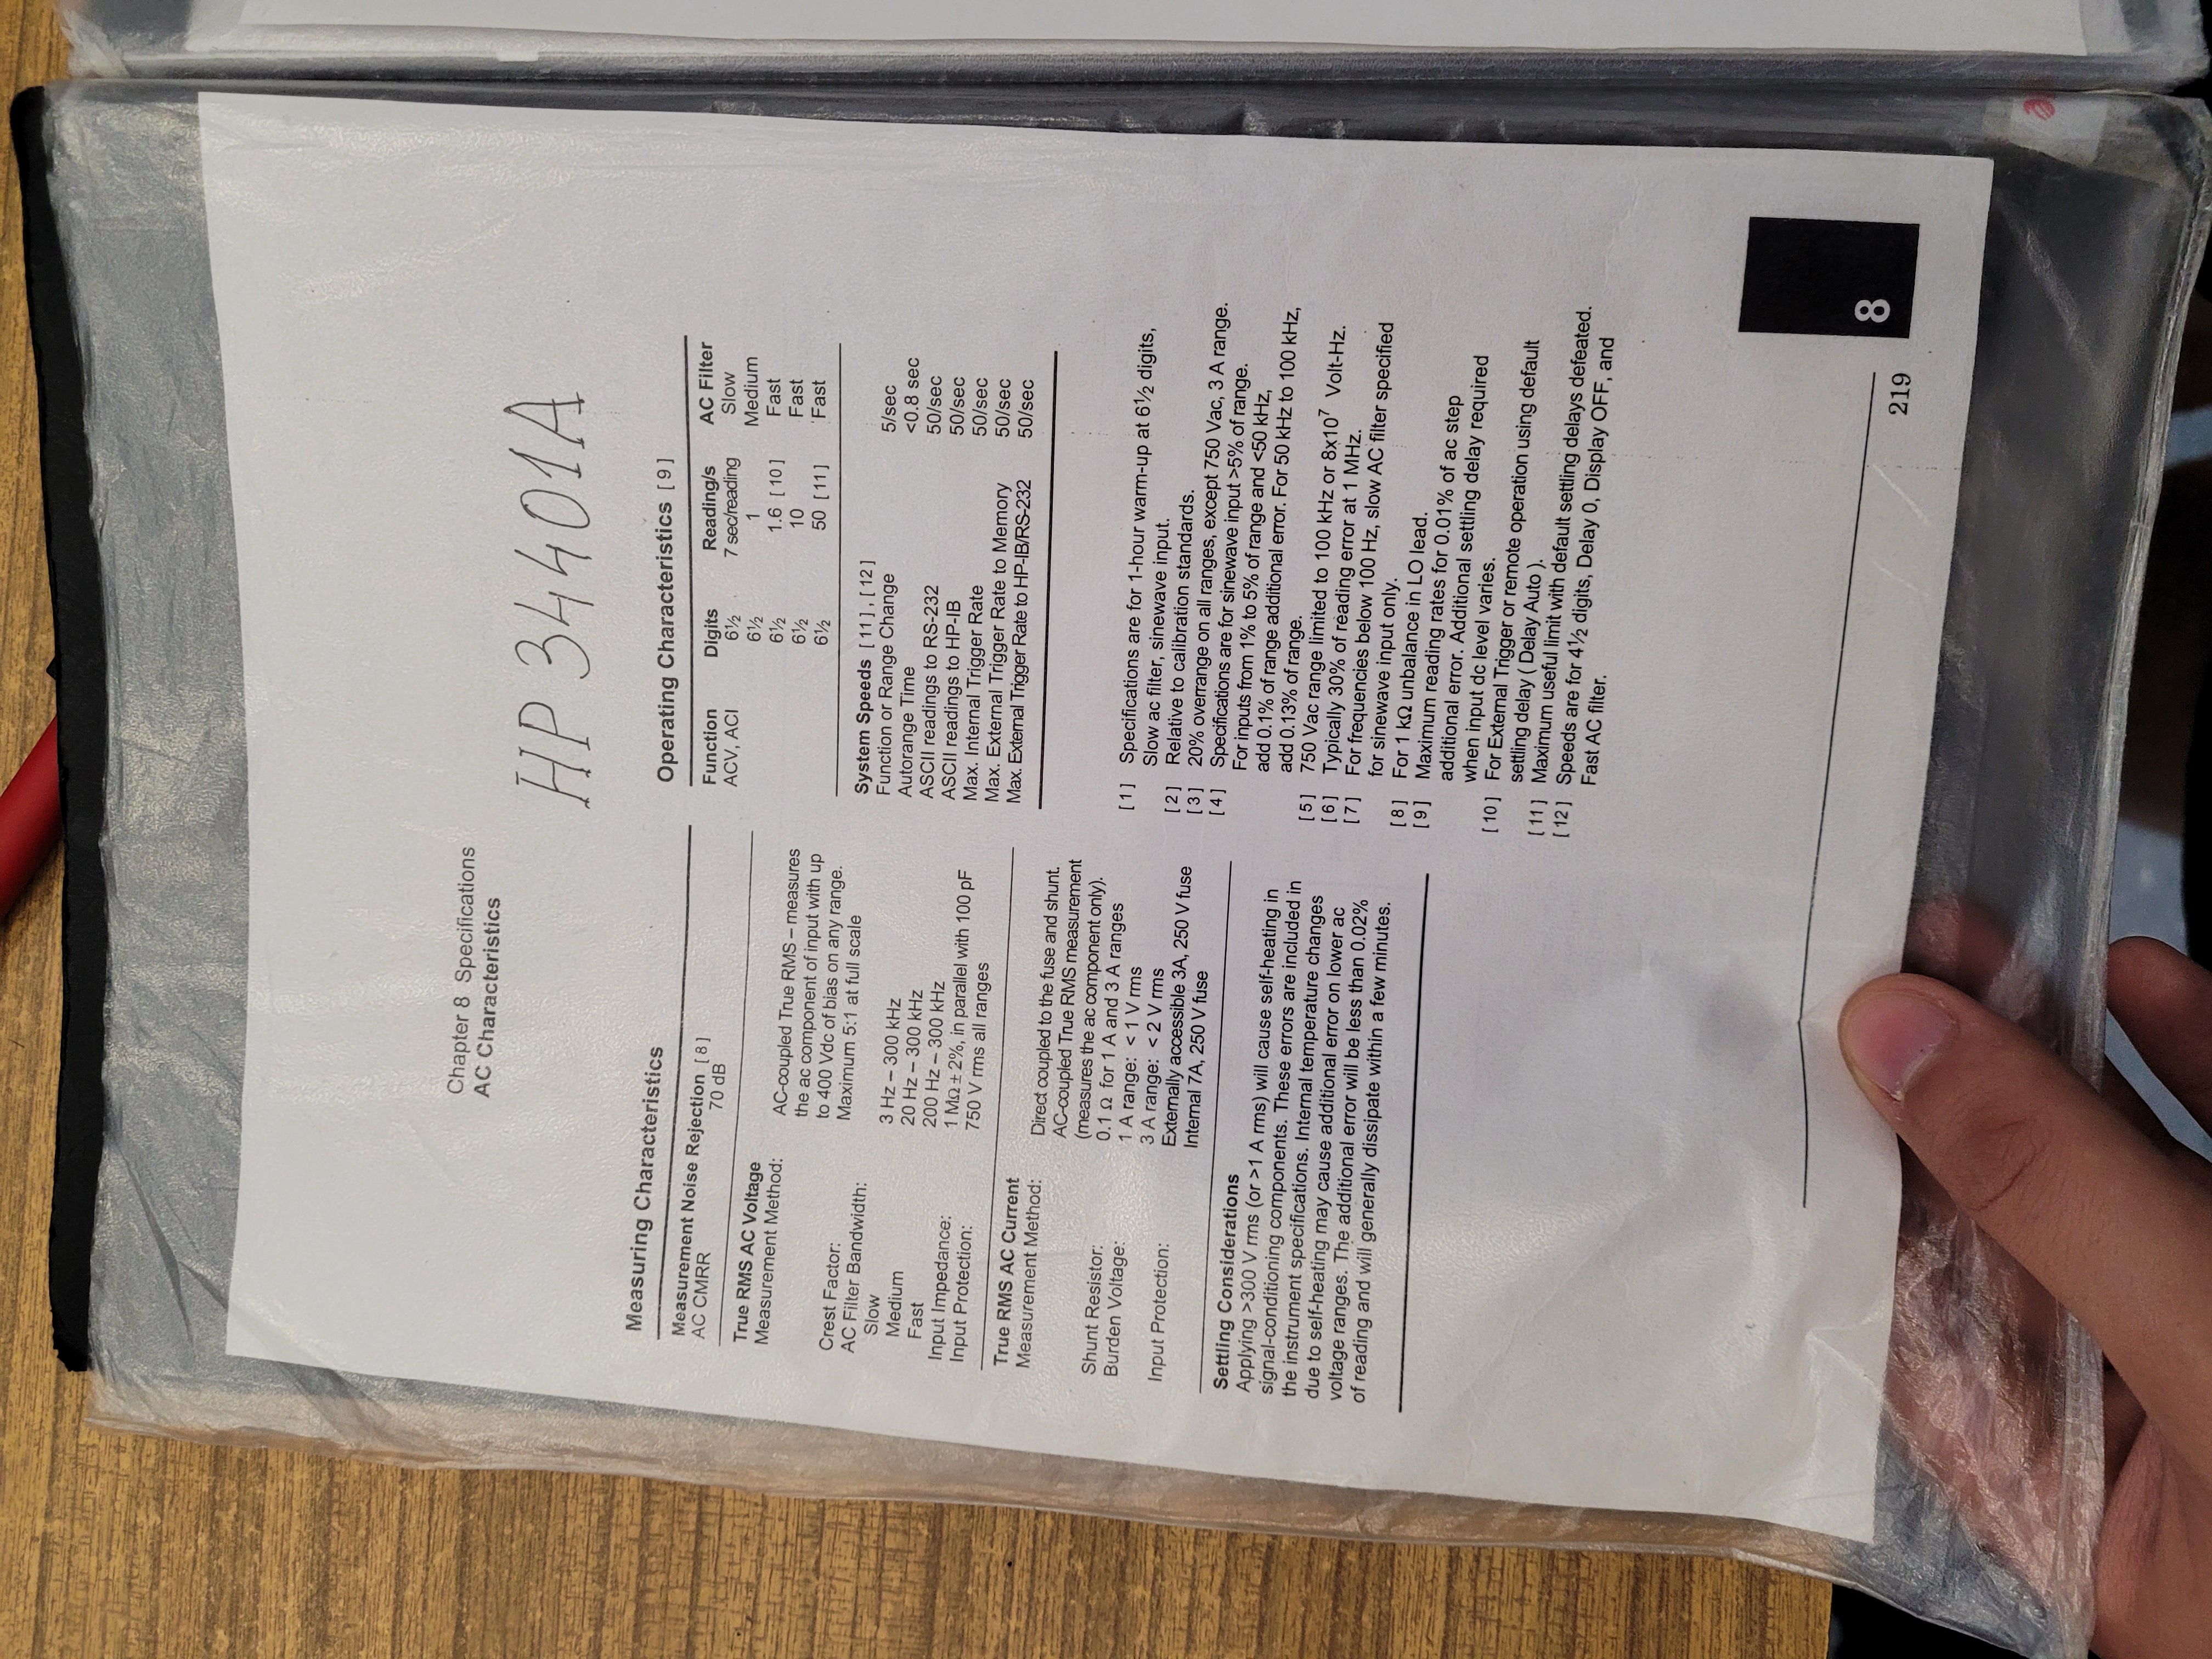 Chapter 8 Specifications
AC Characteristics
HP 34401A
Measuring Characteristics
Measurement Noise Rejection [ 8 ]
AC CMRR 70 dB
True RMS AC Voltage
Measurement Method: AC-coupled True RMS – measures
the ac component of input with up
to 400 Vdc of bias on any range.
Crest Factor: Maximum 5:1 at full scale
AC Filter Bandwidth:
Slow 3 Hz – 300 kHz
Medium 20 Hz – 300 kHz
Fast 200 Hz – 300 kHz
Input Impedance: 1 MΩ ± 2%, in parallel with 100 pF
Input Protection: 750 V rms all ranges
True RMS AC Current
Measurement Method: Direct coupled to the fuse and shunt.
AC-coupled True RMS measurement
(measures the ac component only).
Shunt Resistor: 0.1 Ω for 1 A and 3 A ranges
Burden Voltage: 1 A range: < 1 V rms
3 A range: < 2 V rms
Input Protection: Externally accessible 3A, 250 V fuse
Internal 7A, 250 V fuse
Settling Considerations
Applying >300 V rms (or >1 A rms) will cause self-heating in
signal-conditioning components. These errors are included in
the instrument specifications. Internal temperature changes
due to self-heating may cause additional error on lower ac
voltage ranges. The additional error will be less than 0.02%
of reading and will generally dissipate within a few minutes.
Operating Characteristics [ 9 ]
Function Digits Reading/s AC Filter
ACV, ACI 6½ 7 sec/reading Slow
6½ 1 Medium
6½ 1.6 [ 10 ] Fast
6½ 10 Fast
6½ 50 [ 11 ] Fast
System Speeds [ 11 ] , [ 12 ]
Function or Range Change 5/sec
Autorange Time <0.8 sec
ASCII readings to RS-232 50/sec
ASCII readings to HP-IB 50/sec
Max. Internal Trigger Rate 50/sec
Max. External Trigger Rate to Memory 50/sec
Max. External Trigger Rate to HP-IB/RS-232 50/sec
[ 1 ] Specifications are for 1-hour warm-up at 6½ digits,
Slow ac filter, sinewave input.
[ 2 ] Relative to calibration standards.
[ 3 ] 20% overrange on all ranges, except 750 Vac, 3 A range.
[ 4 ] Specifications are for sinewave input >5% of range.
For inputs from 1% to 5% of range and <50 kHz,
add 0.1% of range additional error. For 50 kHz to 100 kHz,
add 0.13% of range.
[ 5 ] 750 Vac range limited to 100 kHz or 8x10⁷ Volt-Hz.
[ 6 ] Typically 30% of reading error at 1 MHz.
[ 7 ] For frequencies below 100 Hz, slow AC filter specified
for sinewave input only.
[ 8 ] For 1 kΩ unbalance in LO lead.
[ 9 ] Maximum reading rates for 0.01% of ac step
additional error. Additional settling delay required
when input dc level varies.
[ 10 ] For External Trigger or remote operation using default
settling delay ( Delay Auto ).
[ 11 ] Maximum useful limit with default settling delays defeated.
[ 12 ] Speeds are for 4½ digits, Delay 0, Display OFF, and
Fast AC filter.
8
219